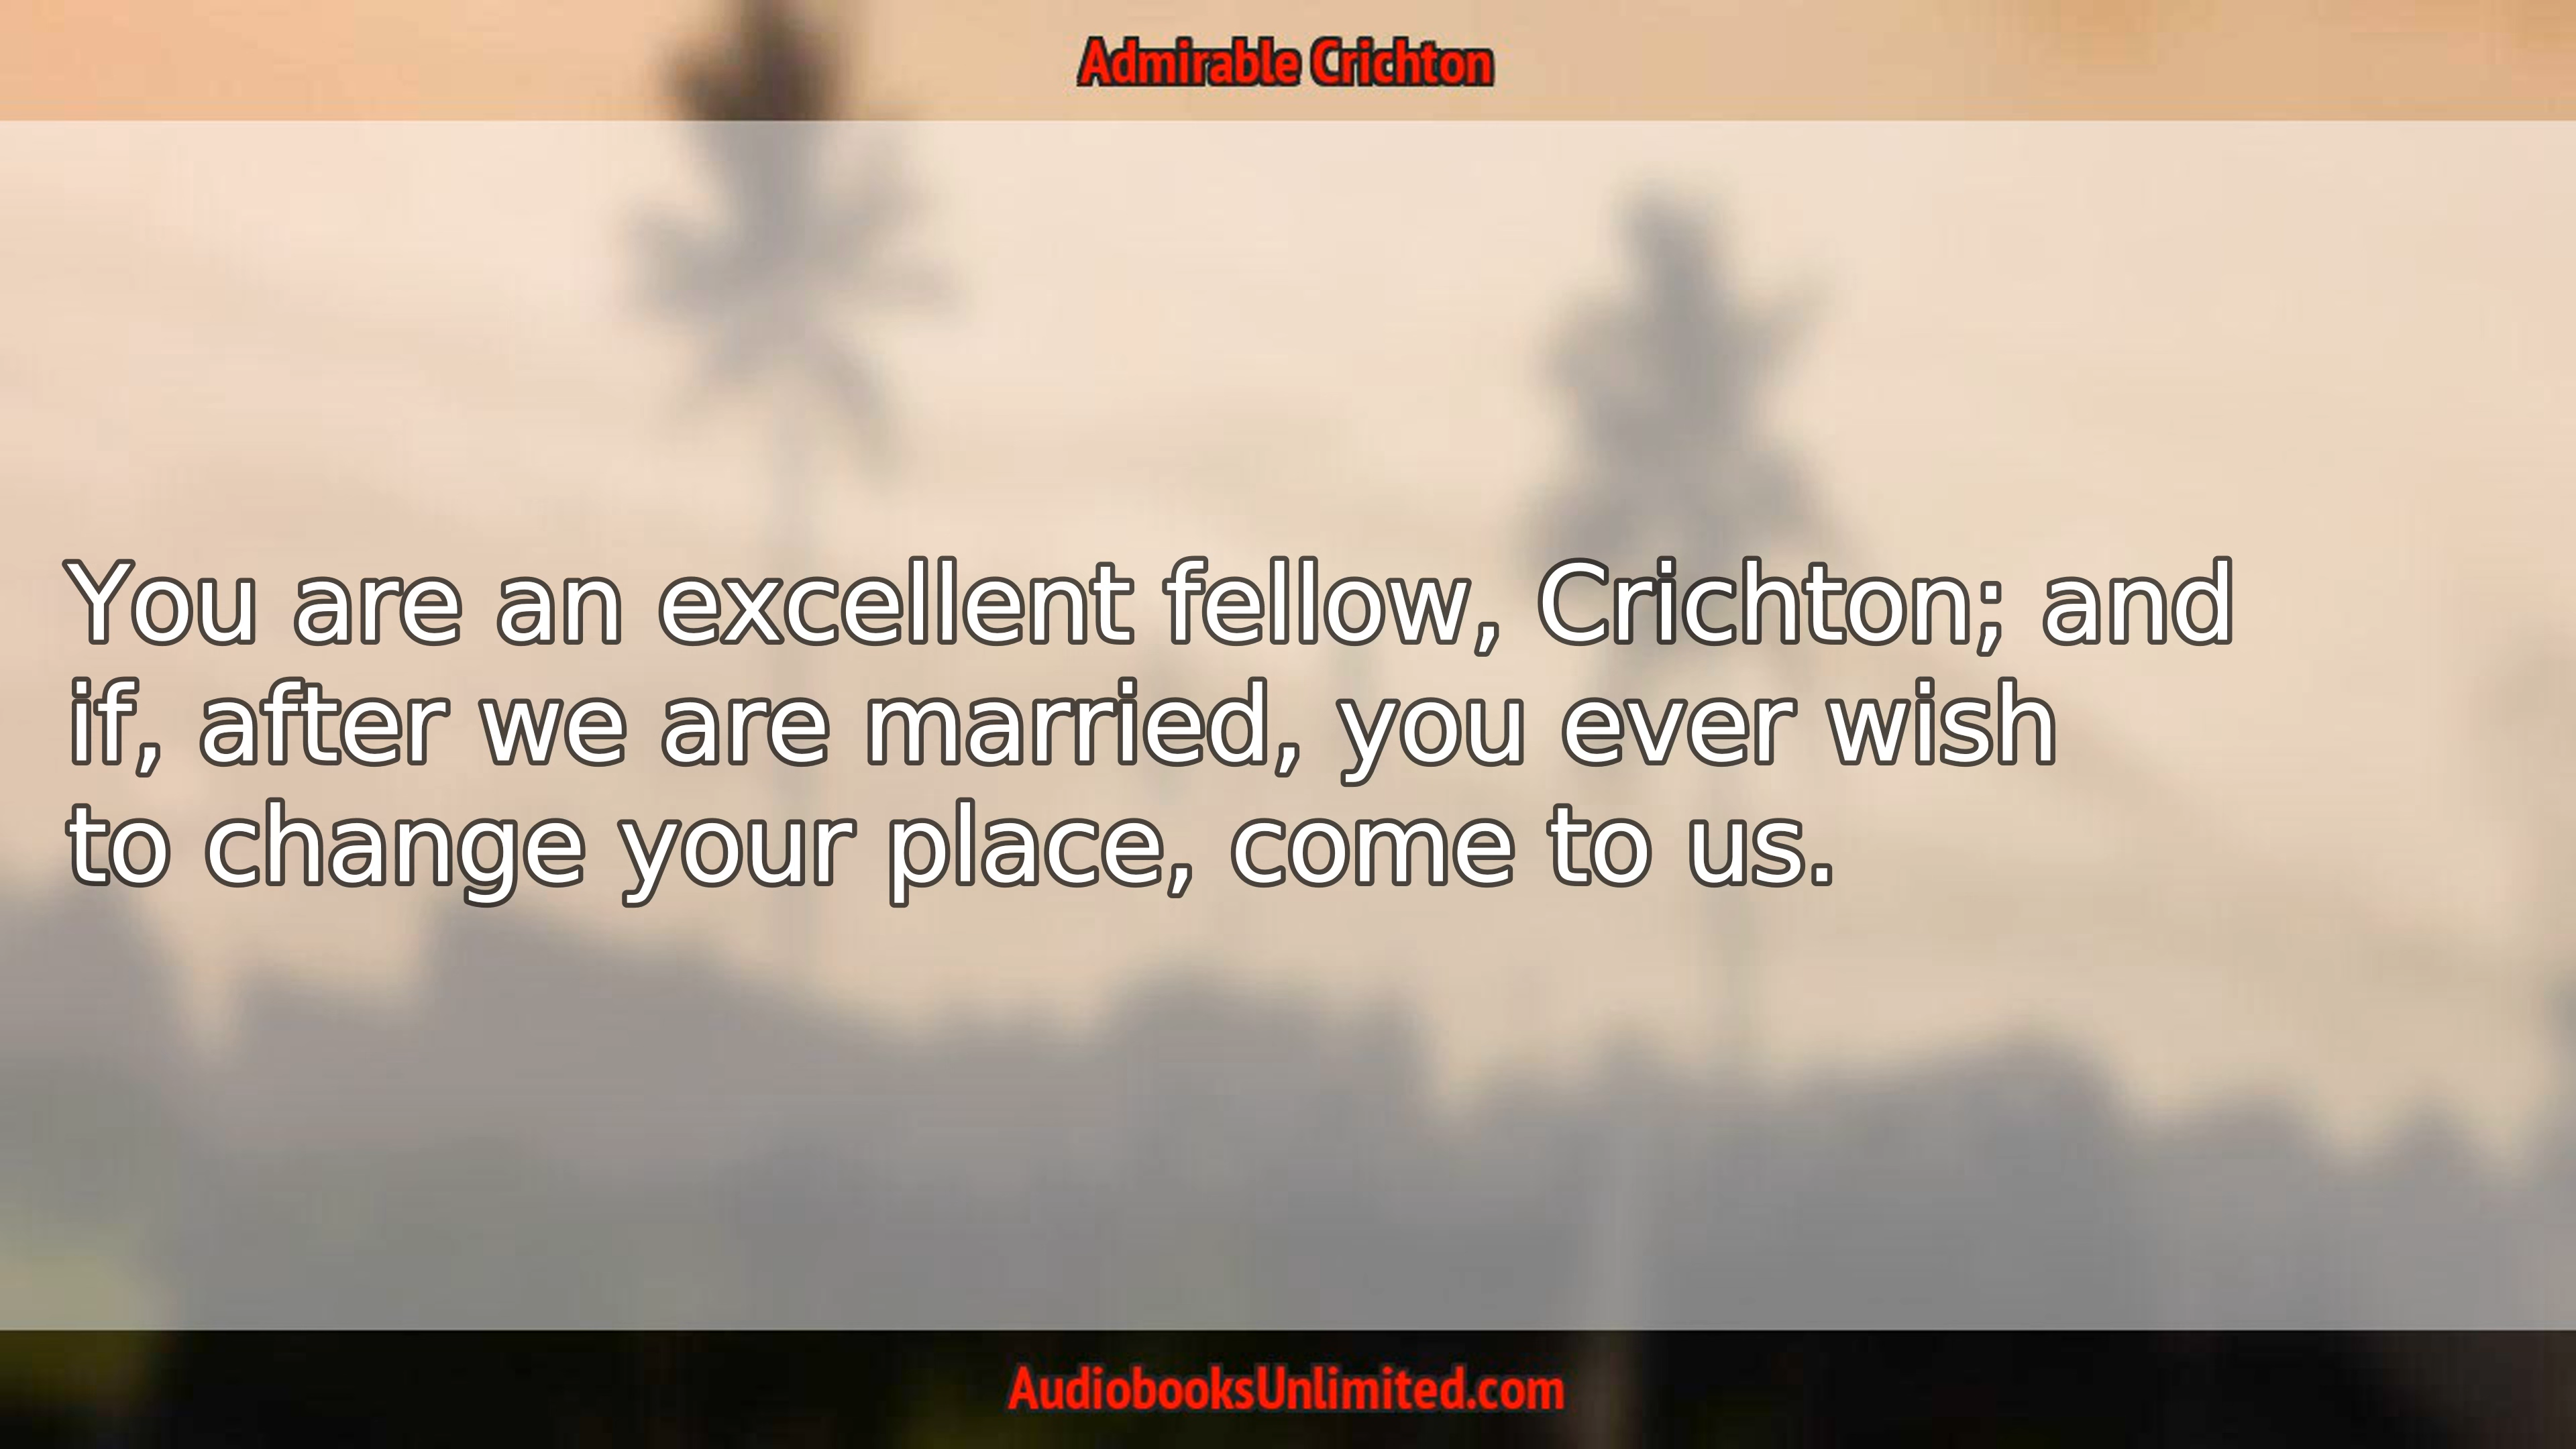 Admirable Crichton
You are an excellent fellow, Crichton; and
if, after we are married, you ever wish
to change your place, come to us.
AudiobooksUnlimited.com